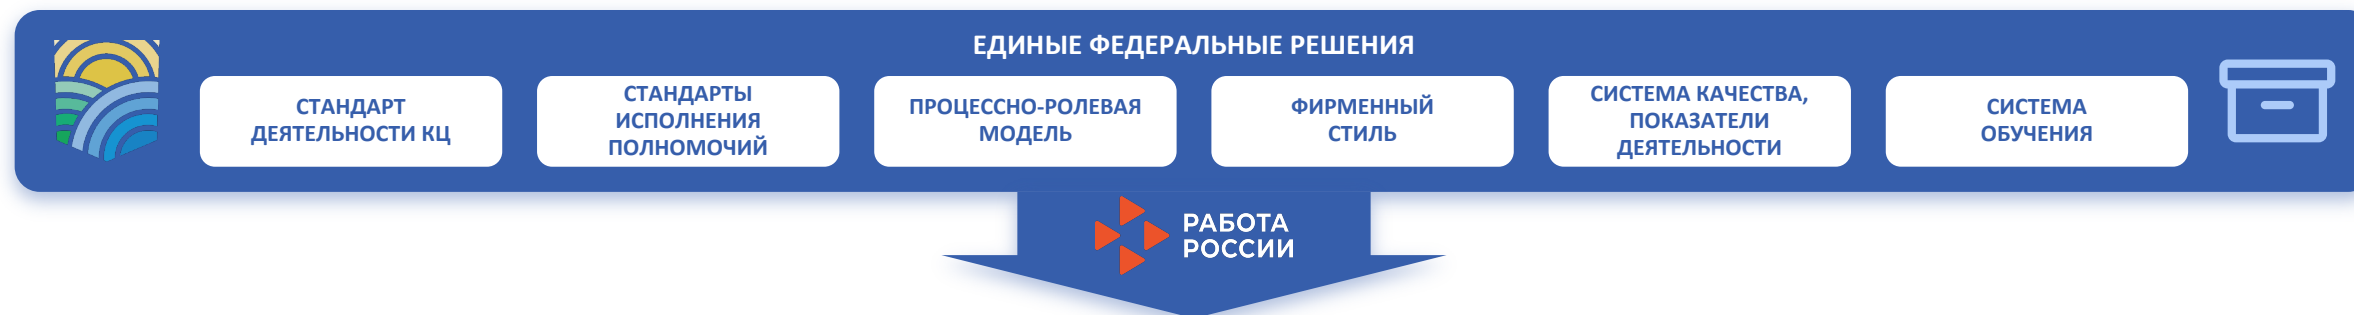 ЕДИНЫЕ ФЕДЕРАЛЬНЫЕ РЕШЕНИЯ
СТАНДАРТ
ДЕЯТЕЛЬНОСТИ КЦ
СТАНДАРТЫ
ИСПОЛНЕНИЯ
ПОЛНОМОЧИЙ
ПРОЦЕССНО-РОЛЕВАЯ
МОДЕЛЬ
ФИРМЕННЫЙ
СТИЛЬ
СИСТЕМА КАЧЕСТВА,
ПОКАЗАТЕЛИ
ДЕЯТЕЛЬНОСТИ
СИСТЕМА
ОБУЧЕНИЯ
РАБОТА
РОССИИ